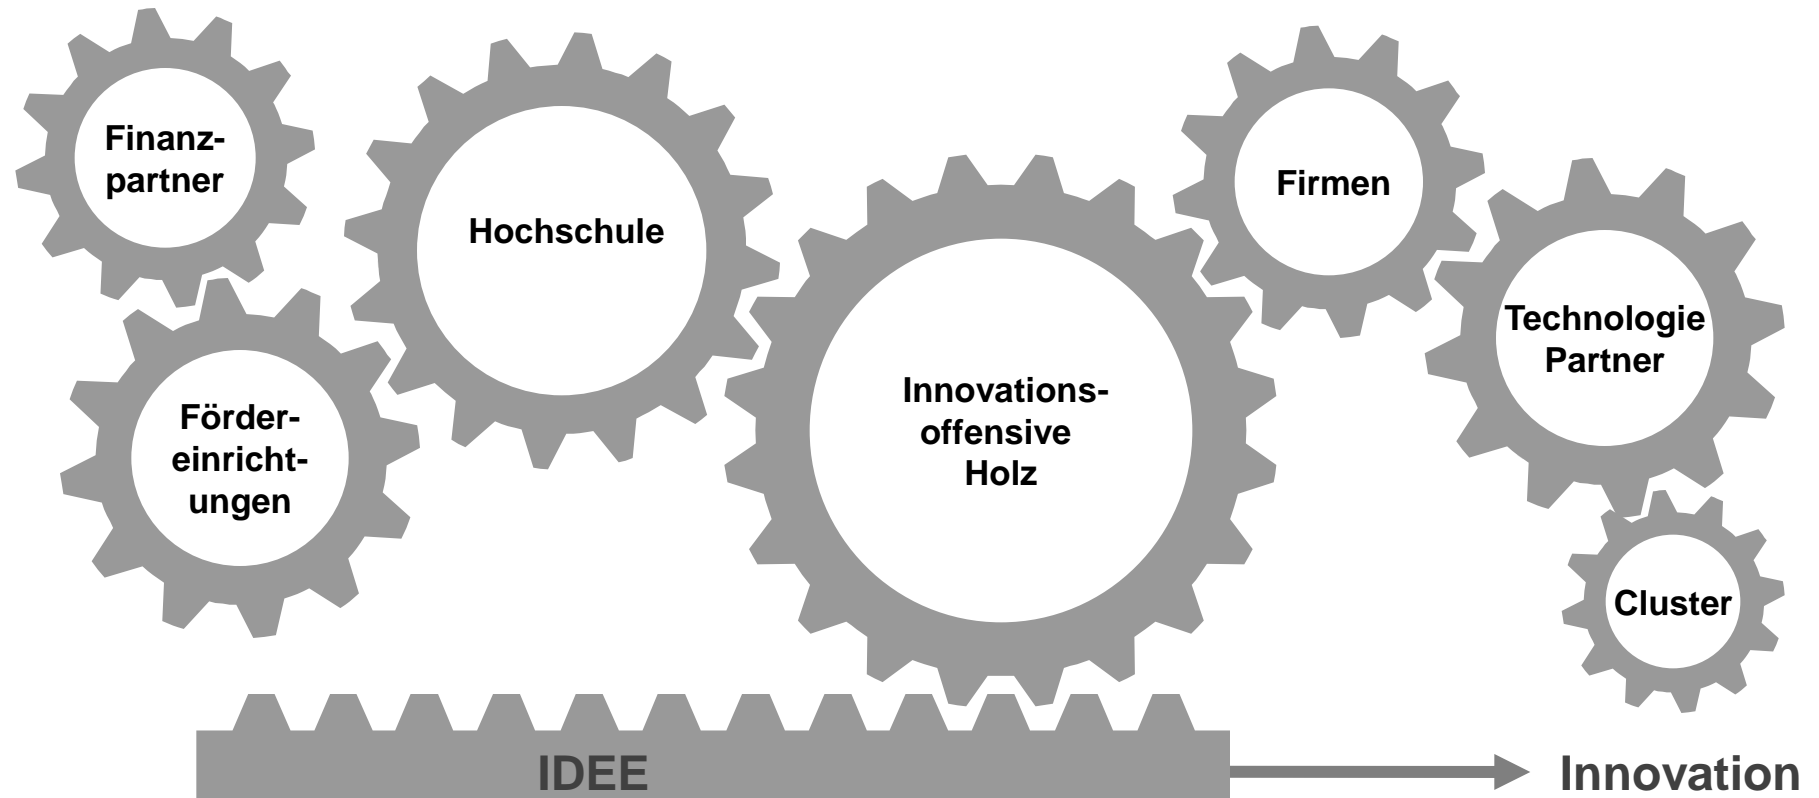 Finanz-
partner
Hochschule
Firmen
Technologie
Partner
Förder-
einricht-
ungen
Innovations-
offensive
Holz
Cluster
IDEE
Innovation